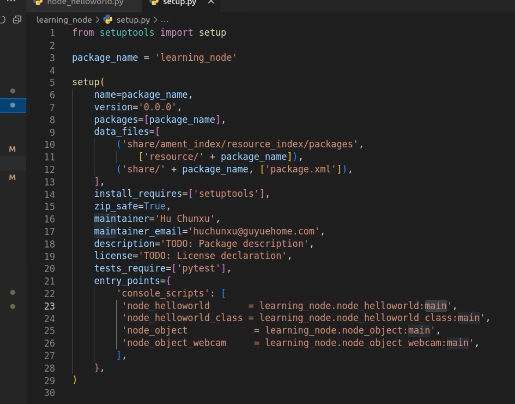 node_helloworld.py setup.py ×
learning_node > setup.py > ...
1 from setuptools import setup
2
3 package_name = 'learning_node'
4
5 setup(
6 name=package_name,
7 version='0.0.0',
8 packages=[package_name],
9 data_files=[
10 ('share/ament_index/resource_index/packages',
11 ['resource/' + package_name]),
12 ('share/' + package_name, ['package.xml']),
13 ],
14 install_requires=['setuptools'],
15 zip_safe=True,
16 maintainer='Hu Chunxu',
17 maintainer_email='huchunxu@guyuehome.com',
18 description='TODO: Package description',
19 license='TODO: License declaration',
20 tests_require=['pytest'],
21 entry_points={
22 'console_scripts': [
M 23 'node_helloworld = learning_node.node_helloworld:main',
24 'node_helloworld_class = learning_node.node_helloworld_class:main',
M 25 'node_object = learning_node.node_object:main',
26 'node_object_webcam = learning_node.node_object_webcam:main',
27 ],
28 },
29 )
30